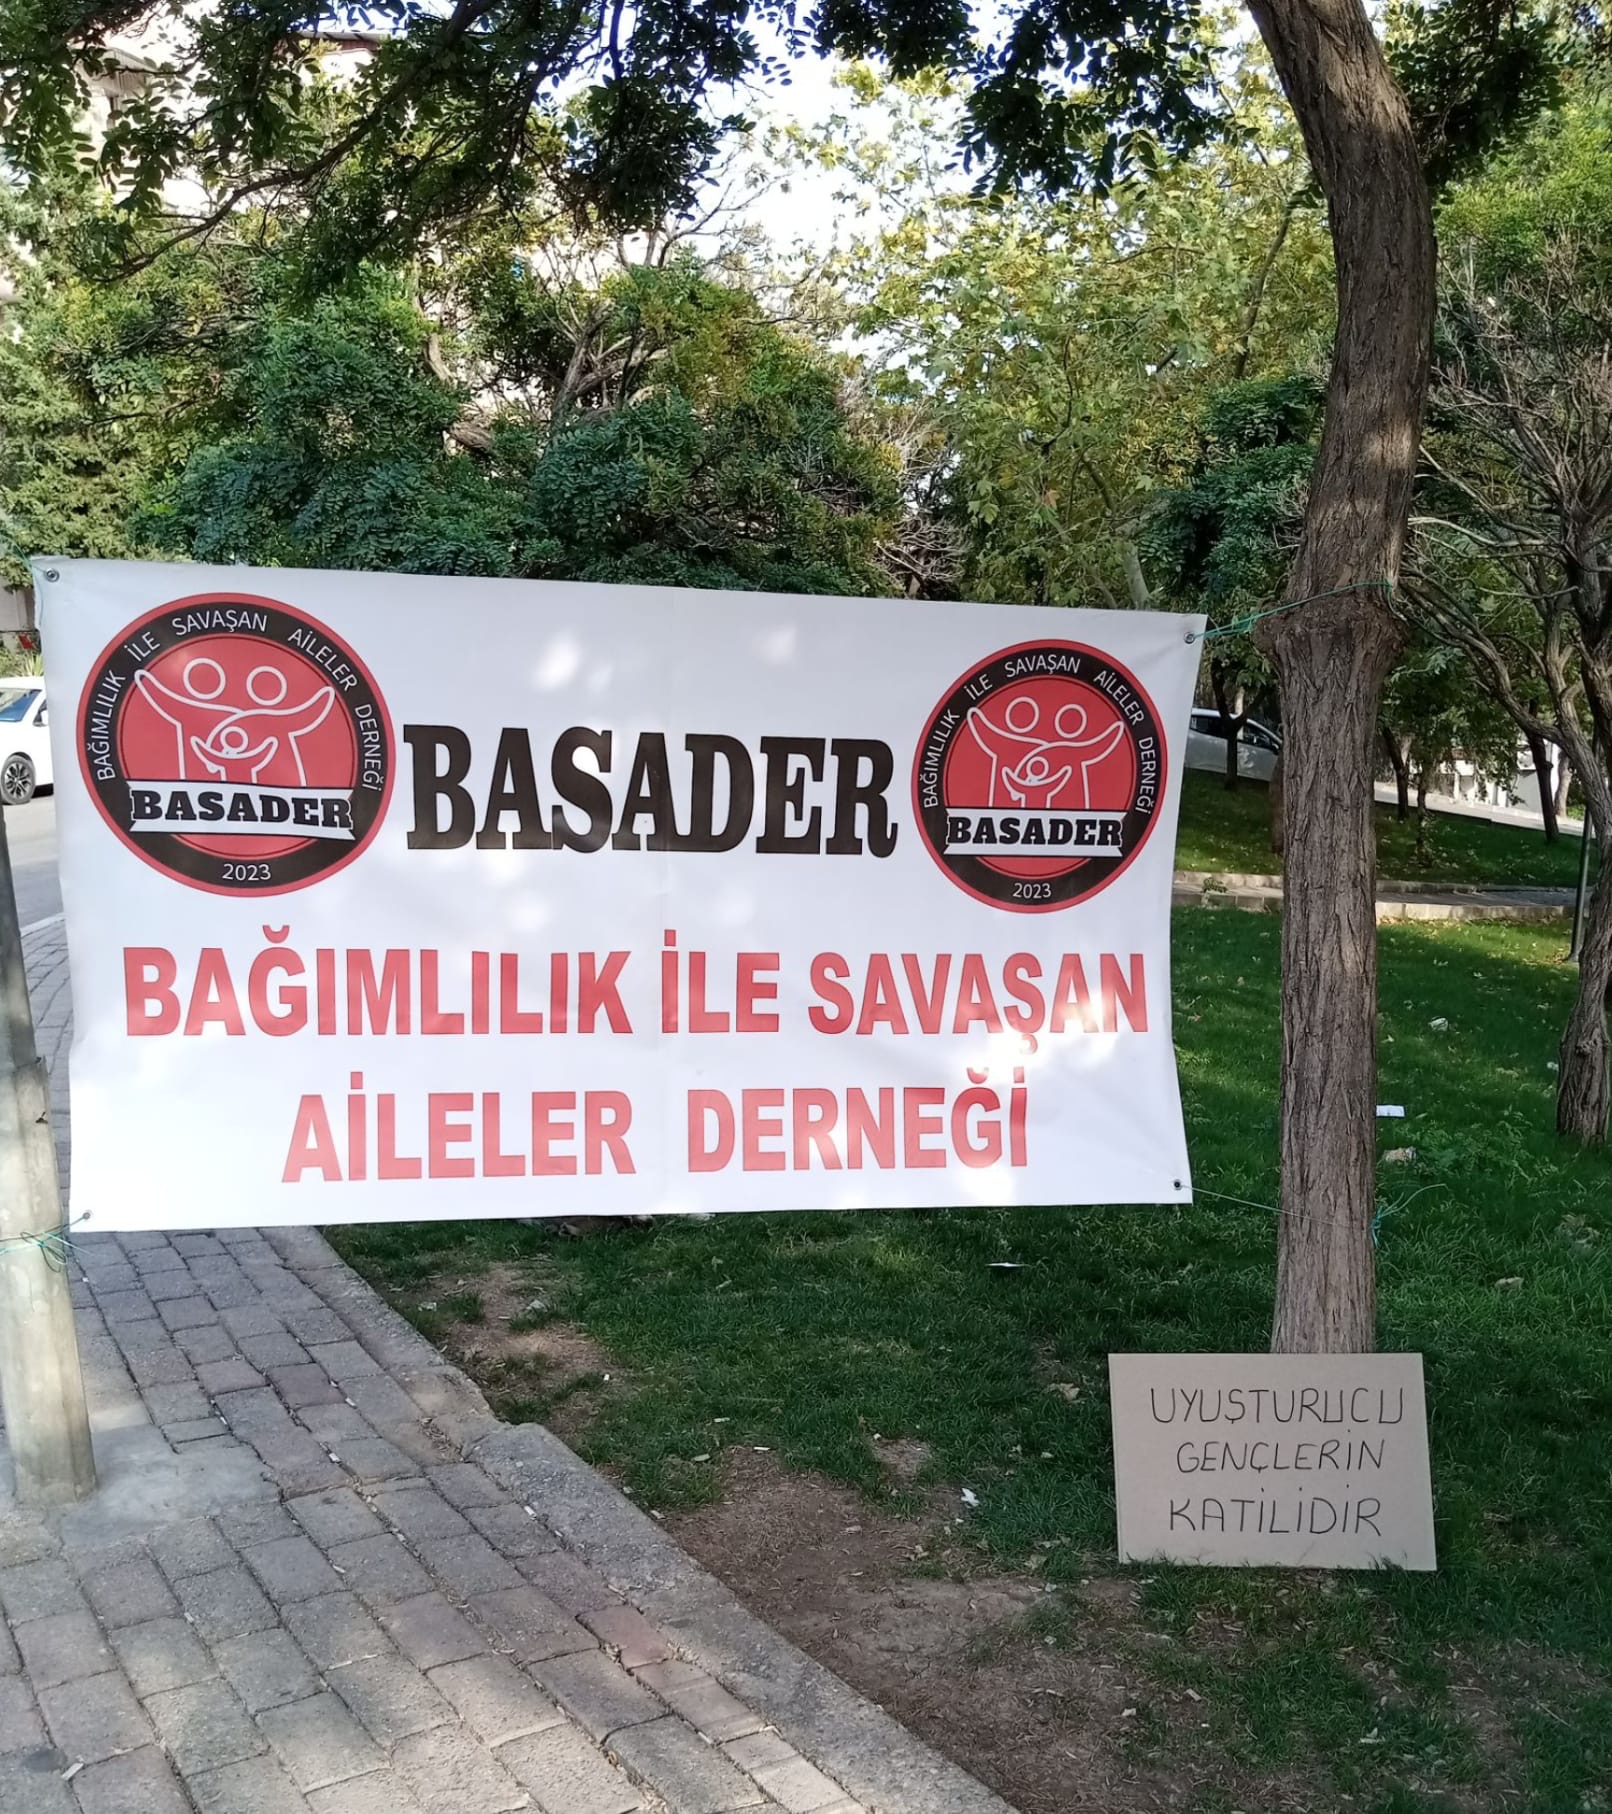 BAĞIMLILIK İLE SAVAŞAN AİLELER DERNEĞİ
BASADER
2023
BASADER
BAĞIMLILIK İLE SAVAŞAN AİLELER DERNEĞİ
BASADER
2023
BAĞIMLILIK İLE SAVAŞAN
AİLELER DERNEĞİ
UYUŞTURUCU
GENÇLERİN
KATİLİDİR